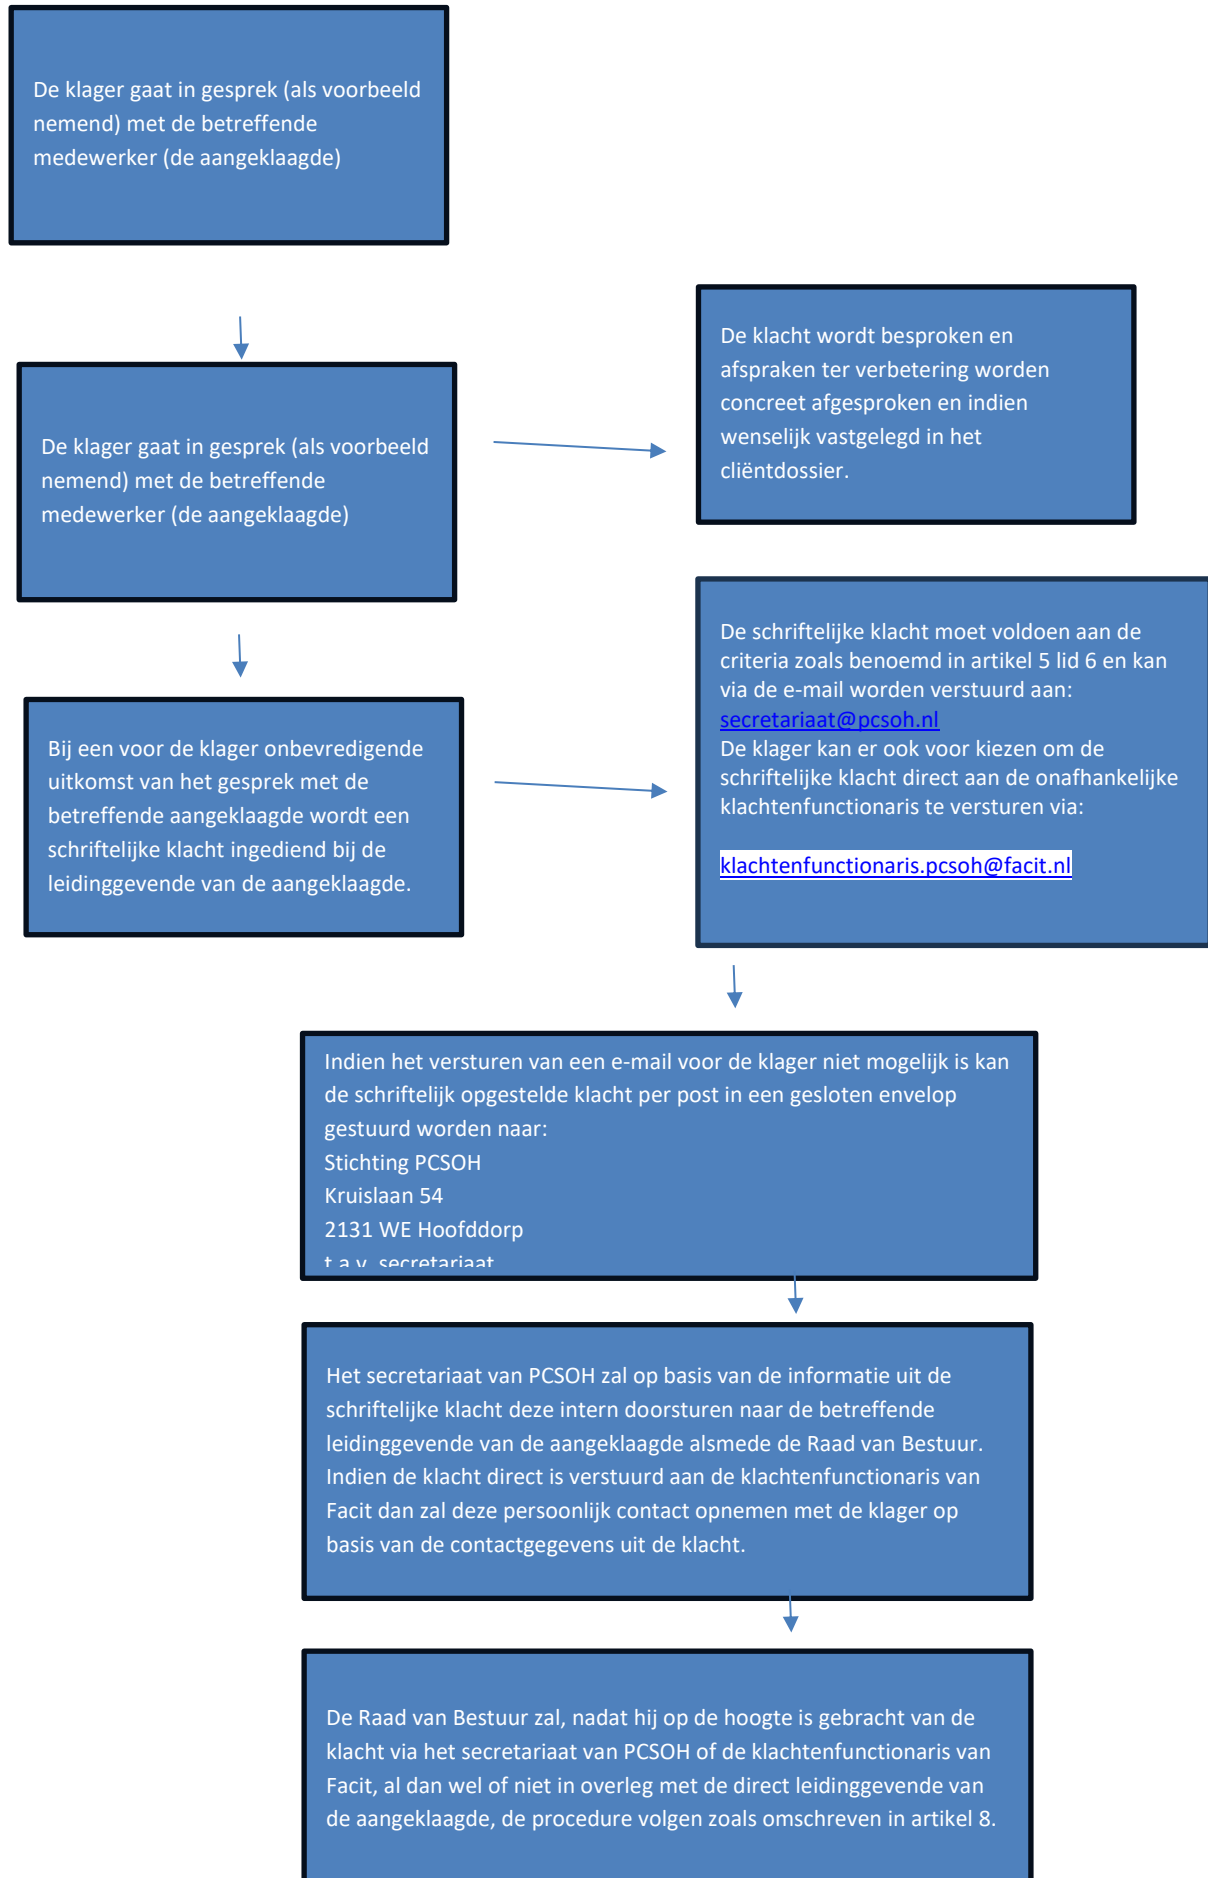 De klager gaat in gesprek (als voorbeeld
nemend) met de betreffende
medewerker (de aangeklaagde)
De klager gaat in gesprek (als voorbeeld
nemend) met de betreffende
medewerker (de aangeklaagde)
De klacht wordt besproken en
afspraken ter verbetering worden
concreet afgesproken en indien
wenselijk vastgelegd in het
cliëntdossier.
Bij een voor de klager onbevredigende
uitkomst van het gesprek met de
betreffende aangeklaagde wordt een
schriftelijke klacht ingediend bij de
leidinggevende van de aangeklaagde.
De schriftelijke klacht moet voldoen aan de
criteria zoals benoemd in artikel 5 lid 6 en kan
via de e-mail worden verstuurd aan:
secretariaat@pcsoh.nl
De klager kan er ook voor kiezen om de
schriftelijke klacht direct aan de onafhankelijke
klachtenfunctionaris te versturen via:
klachtenfunctionaris.pcsoh@facit.nl
Indien het versturen van een e-mail voor de klager niet mogelijk is kan
de schriftelijk opgestelde klacht per post in een gesloten envelop
gestuurd worden naar:
Stichting PCSOH
Kruislaan 54
2131 WE Hoofddorp
t.a.v. secretariaat
Het secretariaat van PCSOH zal op basis van de informatie uit de
schriftelijke klacht deze intern doorsturen naar de betreffende
leidinggevende van de aangeklaagde alsmede de Raad van Bestuur.
Indien de klacht direct is verstuurd aan de klachtenfunctionaris van
Facit dan zal deze persoonlijk contact opnemen met de klager op
basis van de contactgegevens uit de klacht.
De Raad van Bestuur zal, nadat hij op de hoogte is gebracht van de
klacht via het secretariaat van PCSOH of de klachtenfunctionaris van
Facit, al dan wel of niet in overleg met de direct leidinggevende van
de aangeklaagde, de procedure volgen zoals omschreven in artikel 8.